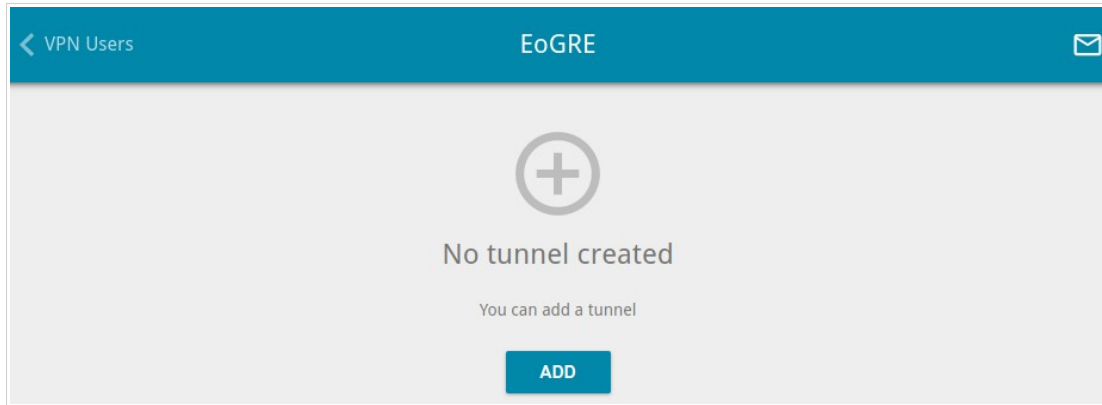 VPN Users
EoGRE
No tunnel created
You can add a tunnel
ADD